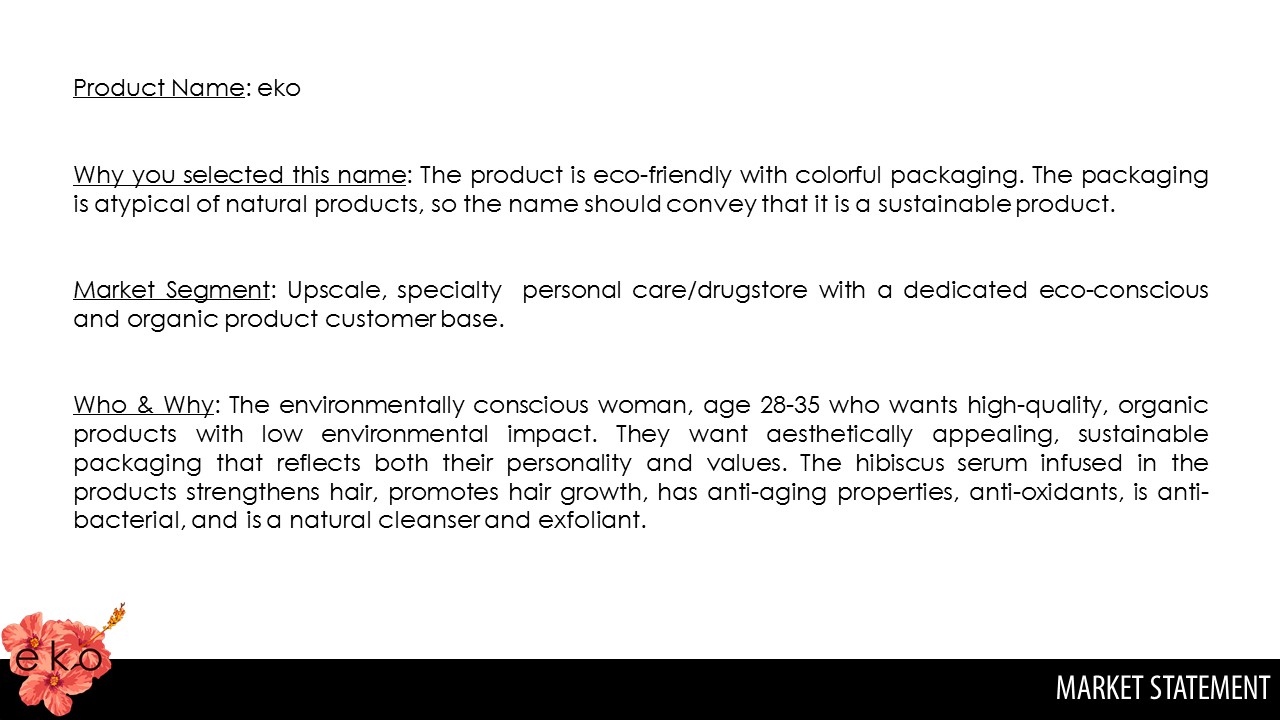 Product Name: eko
Why you selected this name: The product is eco-friendly with colorful packaging. The packaging
is atypical of natural products, so the name should convey that it is a sustainable product.
Market Segment: Upscale, specialty  personal care/drugstore with a dedicated eco-conscious
and organic product customer base.
Who & Why: The environmentally conscious woman, age 28-35 who wants high-quality, organic
products with low environmental impact. They want aesthetically appealing, sustainable
packaging that reflects both their personality and values. The hibiscus serum infused in the
products strengthens hair, promotes hair growth, has anti-aging properties, anti-oxidants, is anti-
bacterial, and is a natural cleanser and exfoliant.
eko
MARKET STATEMENT